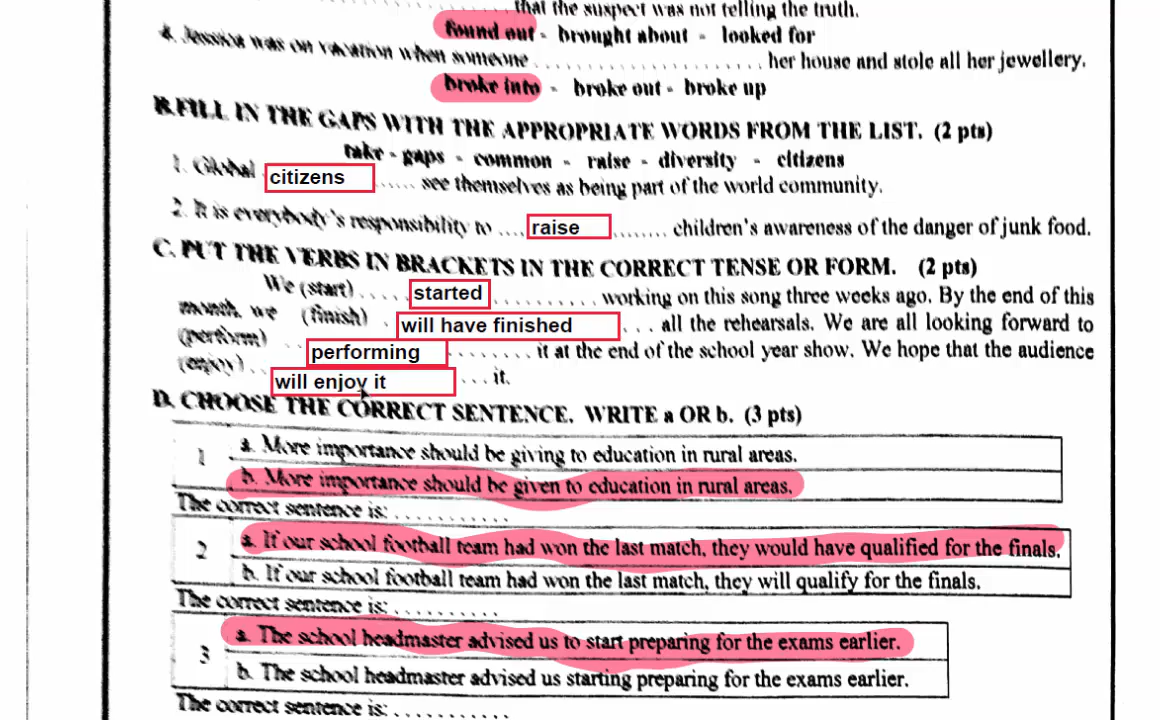 that the suspect was not telling the truth.
found out - brought about - looked for
4. Jessica was on vacation when someone ...................... her house and stole all her jewellery.
broke into - broke out - broke up
B.FILL IN THE GAPS WITH THE APPROPRIATE WORDS FROM THE LIST. (2 pts)
take - gaps - common - raise - diversity - citizens
1. Global citizens ...... see themselves as being part of the world community.
2. It is everybody's responsibility to .... raise ........ children's awareness of the danger of junk food.
C. PUT THE VERBS IN BRACKETS IN THE CORRECT TENSE OR FORM. (2 pts)
We (start) ..... started .......... working on this song three weeks ago. By the end of this
month, we (finish) . will have finished ... all the rehearsals. We are all looking forward to
(perform) .. performing ........ it at the end of the school year show. We hope that the audience
(enjoy) .. will enjoy it ... it.
D. CHOOSE THE CORRECT SENTENCE. WRITE a OR b. (3 pts)
1
a. More importance should be giving to education in rural areas.
b. More importance should be given to education in rural areas.
The correct sentence is: ...........
2
a. If our school football team had won the last match, they would have qualified for the finals.
b. If our school football team had won the last match, they will qualify for the finals.
The correct sentence is: ..........
3
a. The school headmaster advised us to start preparing for the exams earlier.
b. The school headmaster advised us starting preparing for the exams earlier.
The correct sentence is: ...........